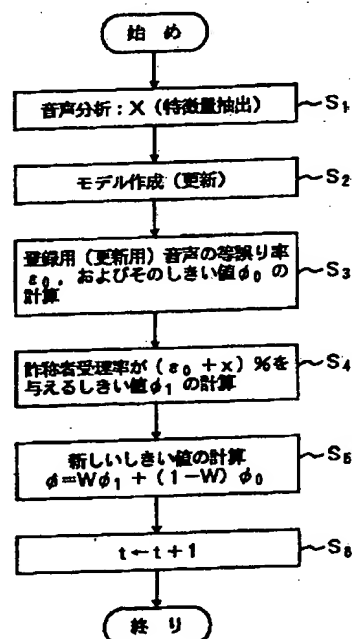 始め
音声分析:X(特徴量抽出)
S₁
モデル作成(更新)
S₂
登録用(更新用)音声の等誤り率
ε₀,およびそのしきい値φ₀の
計算
S₃
詐称者受理率が(ε₀+x)%を
与えるしきい値φ₁の計算
S₄
新しいしきい値の計算
φ=Wφ₁+(1-W)φ₀
S₅
t←t+1
S₆
終り